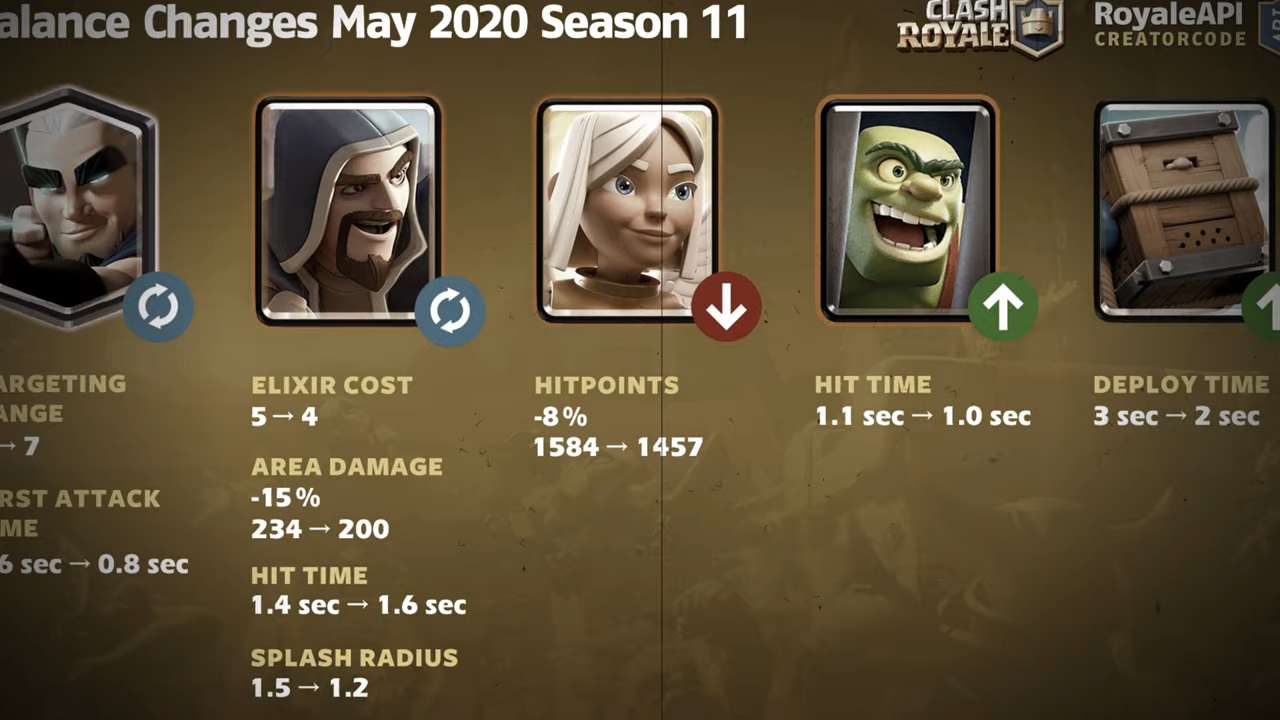 alance Changes May 2020 Season 11
CLASH
ROYALE
RoyaleAPI
CREATORCODE
ARGETING
ANGE
→ 7
RST ATTACK
ME
6 sec → 0.8 sec
ELIXIR COST
5 → 4
AREA DAMAGE
-15%
234 → 200
HIT TIME
1.4 sec → 1.6 sec
SPLASH RADIUS
1.5 → 1.2
HITPOINTS
-8%
1584 → 1457
HIT TIME
1.1 sec → 1.0 sec
DEPLOY TIME
3 sec → 2 sec